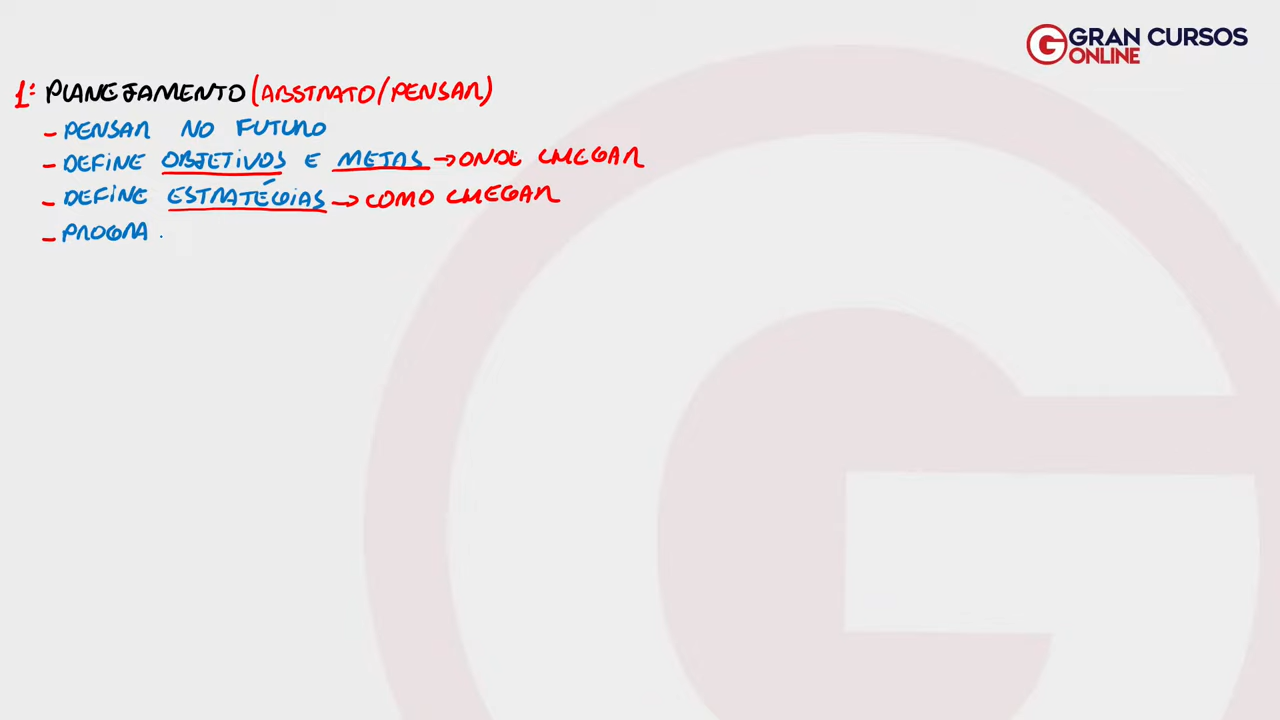 GRAN CURSOS
ONLINE
1: PLANEJAMENTO (ABSTRATO/PENSAR)
- PENSAR NO FUTURO
- DEFINE OBJETIVOS E METAS → ONDE CHEGAR
- DEFINE ESTRATÉGIAS → COMO CHEGAR
- PROGRA